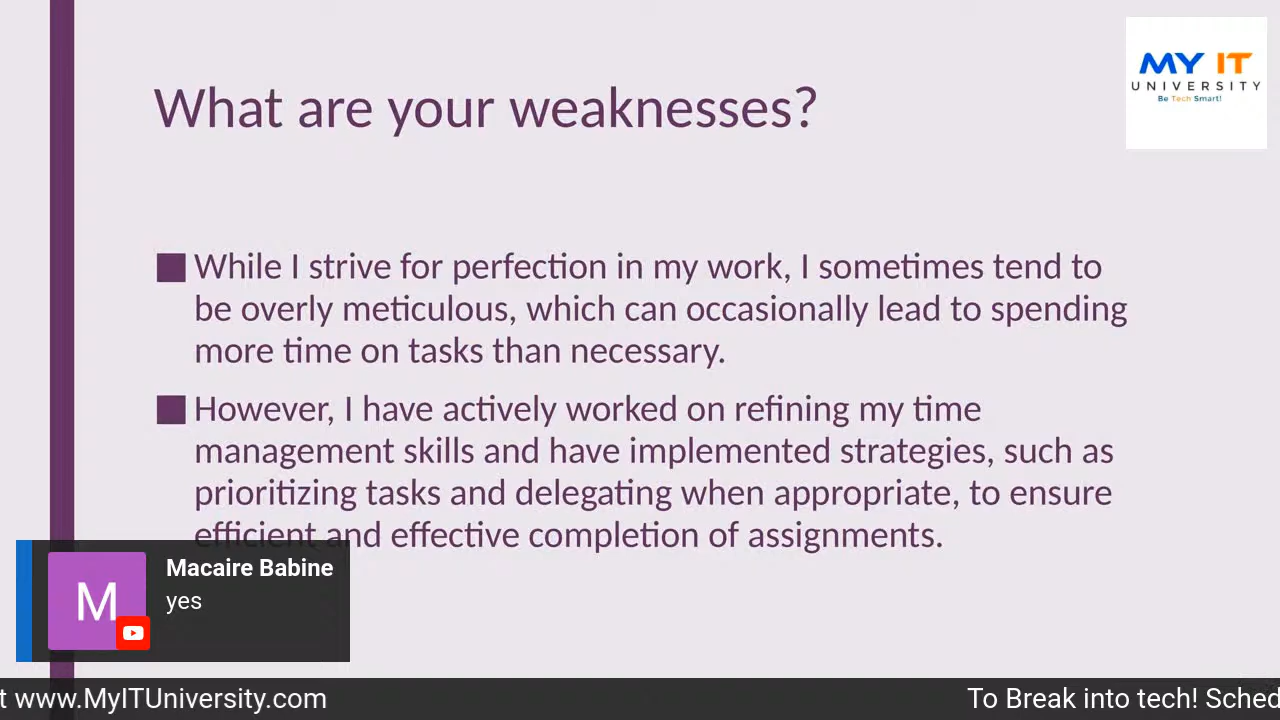 MY IT
UNIVERSITY
Be Tech Smart!
What are your weaknesses?
While I strive for perfection in my work, I sometimes tend to
be overly meticulous, which can occasionally lead to spending
more time on tasks than necessary.
However, I have actively worked on refining my time
management skills and have implemented strategies, such as
prioritizing tasks and delegating when appropriate, to ensure
efficient and effective completion of assignments.
M
Macaire Babine
yes
t www.MyITUniversity.com
To Break into tech! Sched